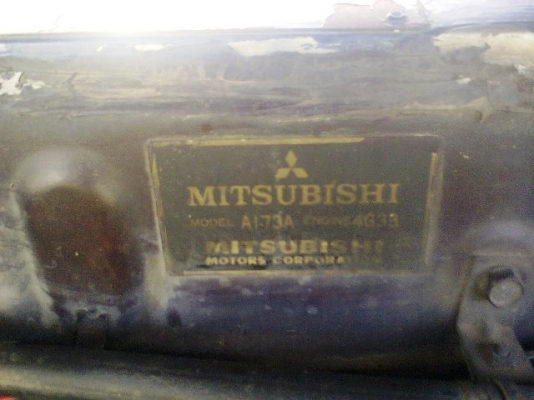 MITSUBISHI
MODEL A173A ENGINE 4G33
MITSUBISHI
MOTORS CORPORATION